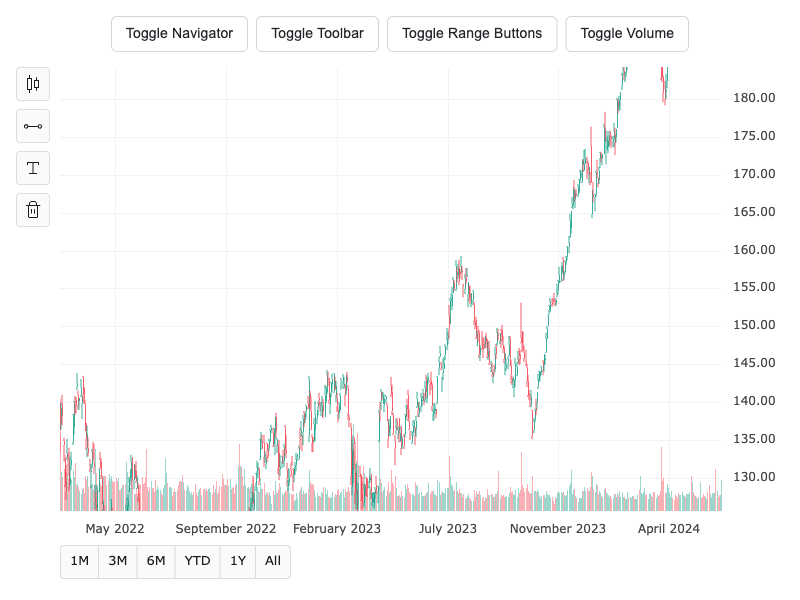 Toggle Navigator Toggle Toolbar Toggle Range Buttons Toggle Volume
T
180.00
175.00
170.00
165.00
160.00
155.00
150.00
145.00
140.00
135.00
130.00
May 2022 September 2022 February 2023 July 2023 November 2023 April 2024
1M 3M 6M YTD 1Y All